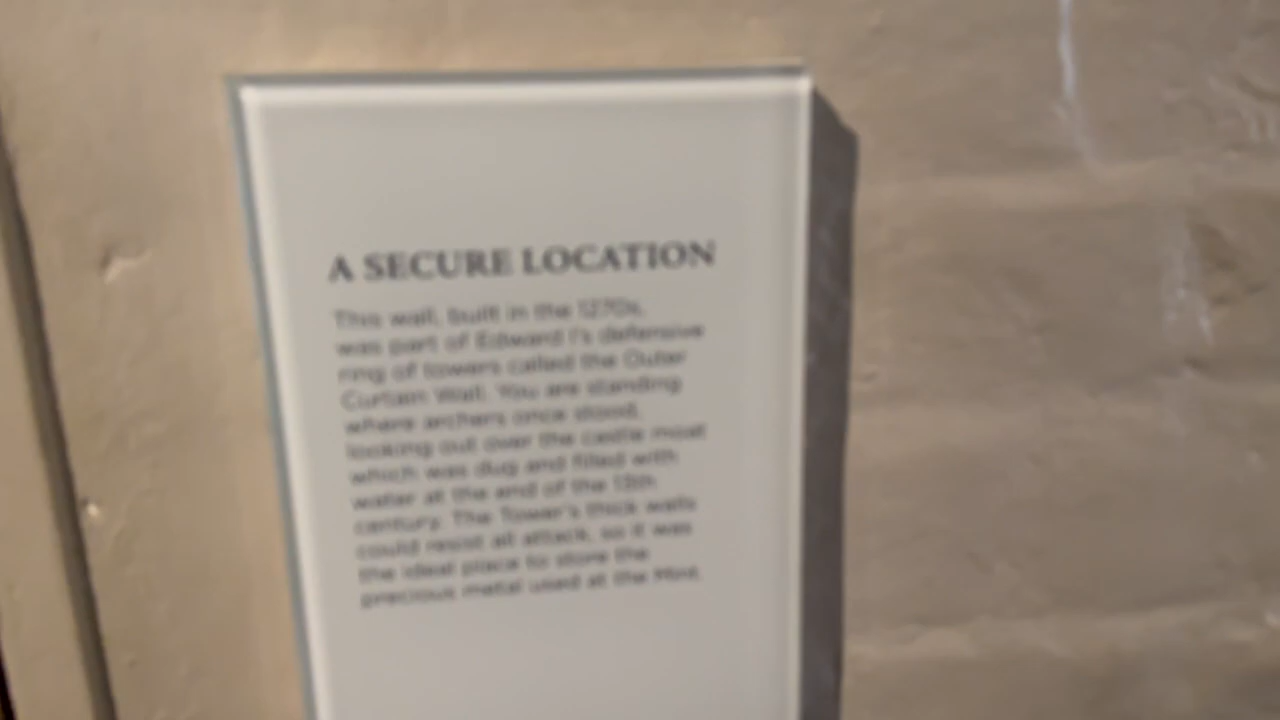 A SECURE LOCATION
This wall, built in the 1270s,
was part of Edward I's defensive
ring of towers called the Outer
Curtain Wall. You are standing
where archers once stood,
looking out over the castle moat
which was dug and filled with
water at the end of the 13th
century. The Tower's thick walls
could resist all attack, so it was
the ideal place to store the
precious metal used at the Mint.